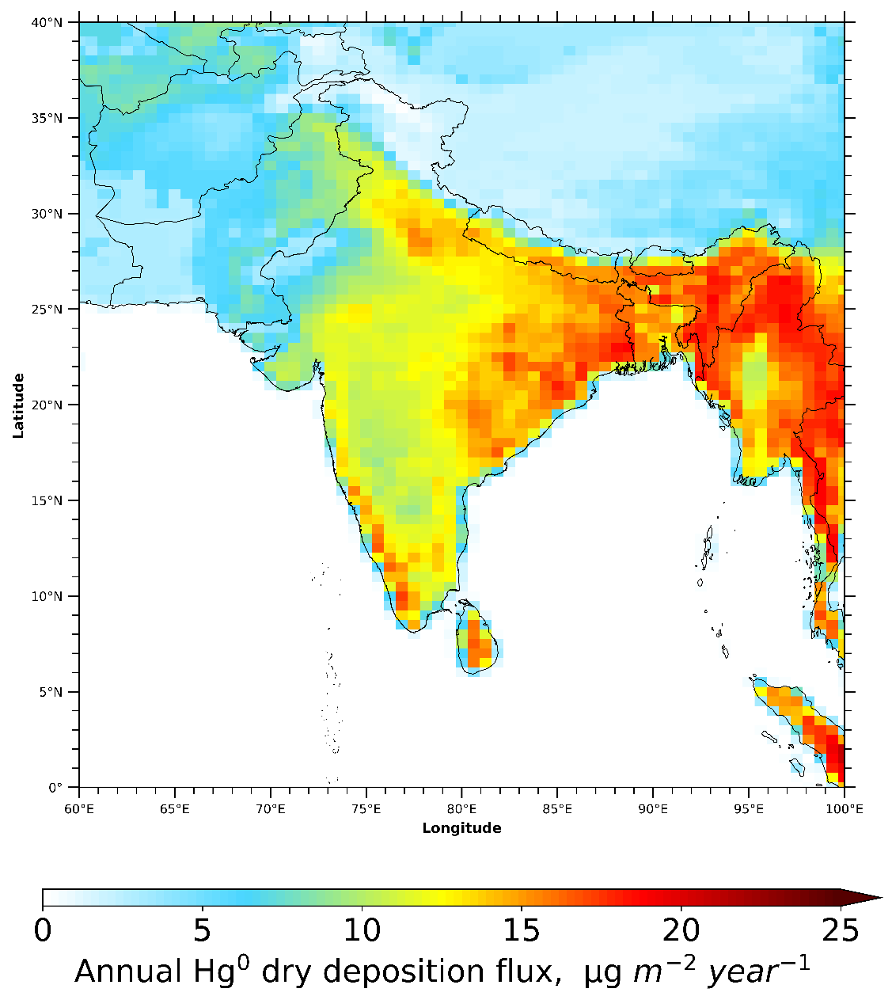 40°N
35°N
30°N
25°N
20°N
15°N
10°N
5°N
0°
Latitude
60°E 65°E 70°E 75°E 80°E 85°E 90°E 95°E 100°E
Longitude
0 5 10 15 20 25
Annual Hg⁰ dry deposition flux, μg m⁻² year⁻¹